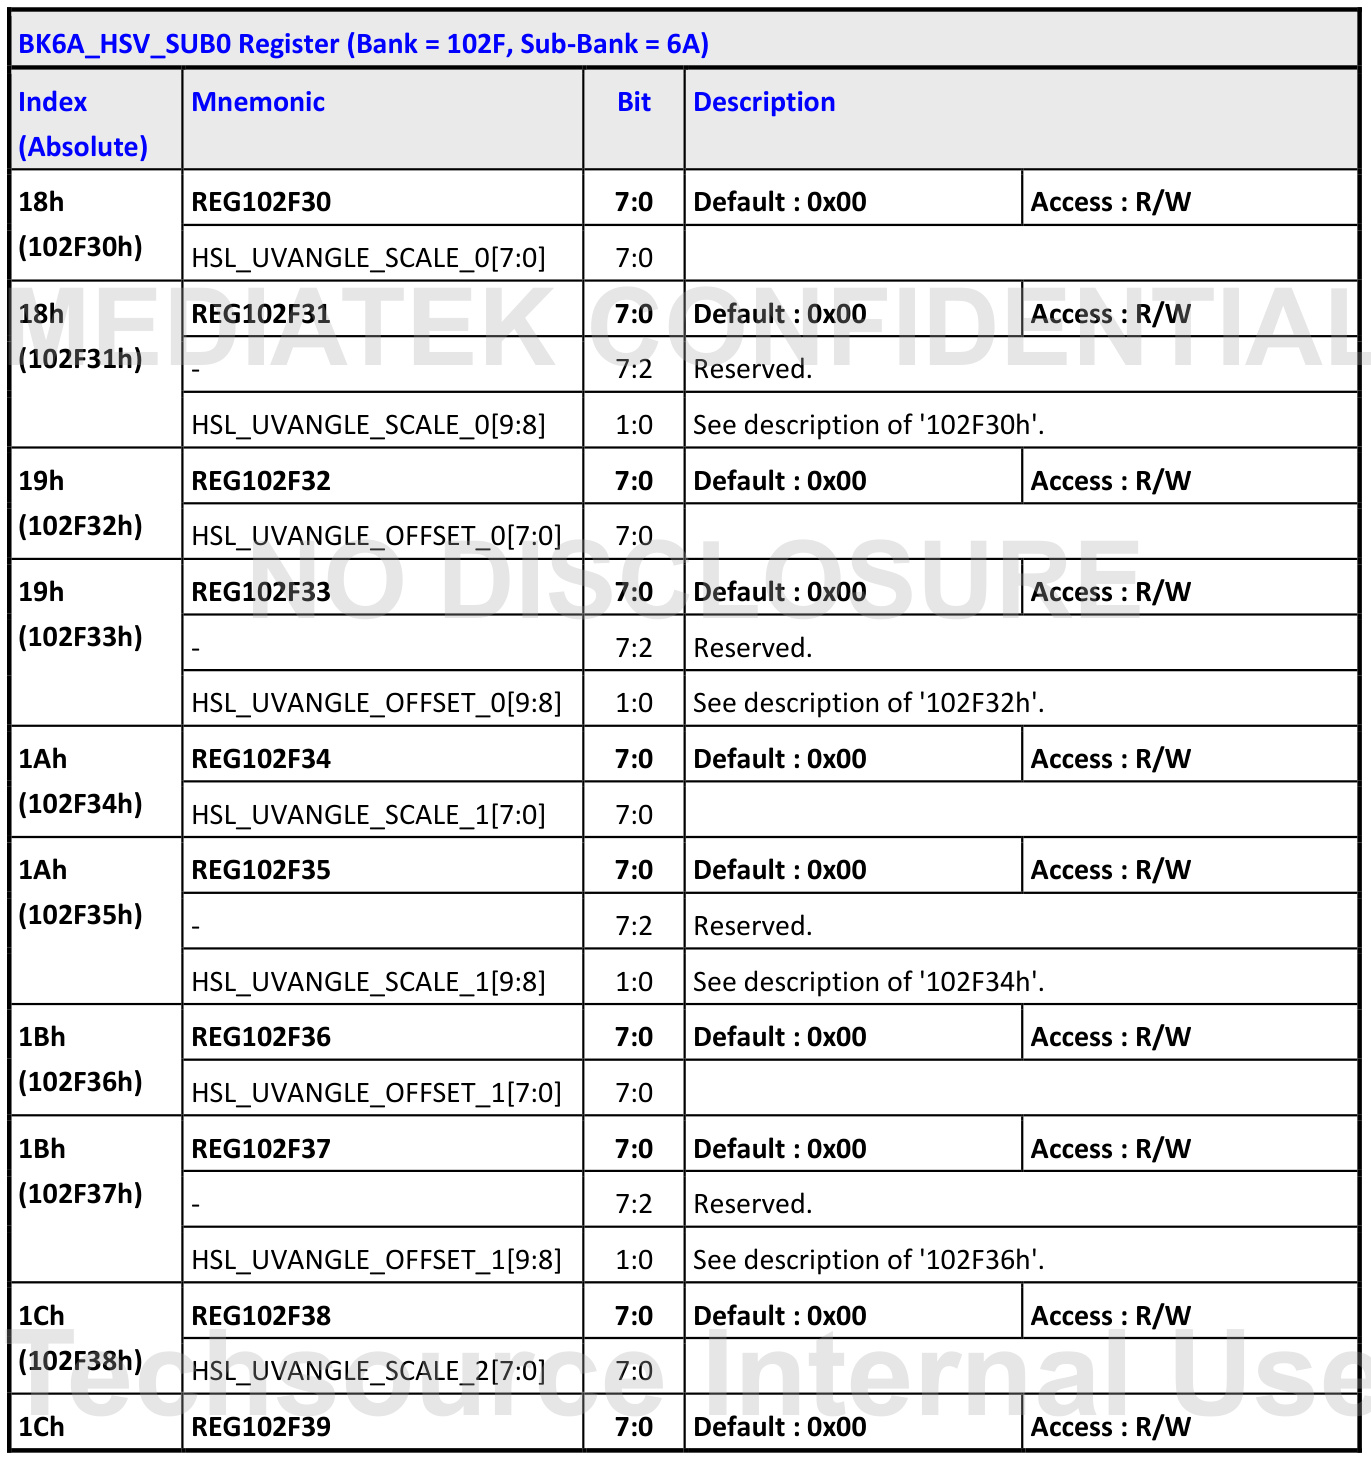 BK6A_HSV_SUB0 Register (Bank = 102F, Sub-Bank = 6A)
Index (Absolute) Mnemonic Bit Description
18h (102F30h) REG102F30 7:0 Default : 0x00 Access : R/W
HSL_UVANGLE_SCALE_0[7:0] 7:0
MEDIATEK CONFIDENTIAL
18h (102F31h) REG102F31 7:0 Default : 0x00 Access : R/W
- 7:2 Reserved.
HSL_UVANGLE_SCALE_0[9:8] 1:0 See description of '102F30h'.
19h (102F32h) REG102F32 7:0 Default : 0x00 Access : R/W
HSL_UVANGLE_OFFSET_0[7:0] 7:0
NO DISCLOSURE
19h (102F33h) REG102F33 7:0 Default : 0x00 Access : R/W
- 7:2 Reserved.
HSL_UVANGLE_OFFSET_0[9:8] 1:0 See description of '102F32h'.
1Ah (102F34h) REG102F34 7:0 Default : 0x00 Access : R/W
HSL_UVANGLE_SCALE_1[7:0] 7:0
1Ah (102F35h) REG102F35 7:0 Default : 0x00 Access : R/W
- 7:2 Reserved.
HSL_UVANGLE_SCALE_1[9:8] 1:0 See description of '102F34h'.
1Bh (102F36h) REG102F36 7:0 Default : 0x00 Access : R/W
HSL_UVANGLE_OFFSET_1[7:0] 7:0
1Bh (102F37h) REG102F37 7:0 Default : 0x00 Access : R/W
- 7:2 Reserved.
HSL_UVANGLE_OFFSET_1[9:8] 1:0 See description of '102F36h'.
1Ch (102F38h) REG102F38 7:0 Default : 0x00 Access : R/W
HSL_UVANGLE_SCALE_2[7:0] 7:0
Techsource Internal Use
1Ch REG102F39 7:0 Default : 0x00 Access : R/W